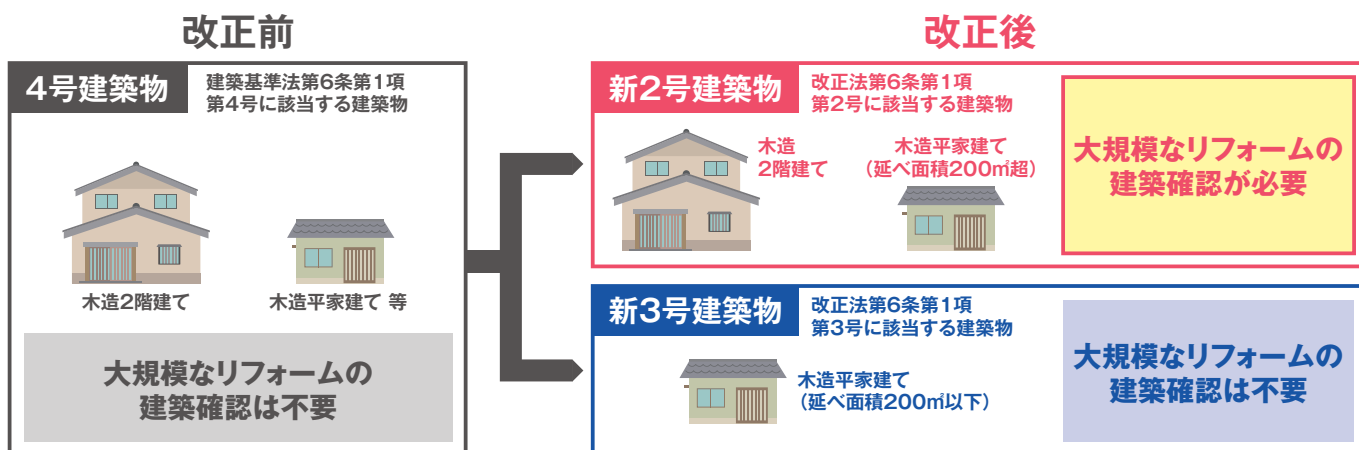 改正前
4号建築物
建築基準法第6条第1項
第4号に該当する建築物
木造2階建て
木造平家建て 等
大規模なリフォームの
建築確認は不要
改正後
新2号建築物
改正法第6条第1項
第2号に該当する建築物
木造
2階建て
木造平家建て
（延べ面積200㎡超）
大規模なリフォームの
建築確認が必要
新3号建築物
改正法第6条第1項
第3号に該当する建築物
木造平家建て
（延べ面積200㎡以下）
大規模なリフォームの
建築確認は不要